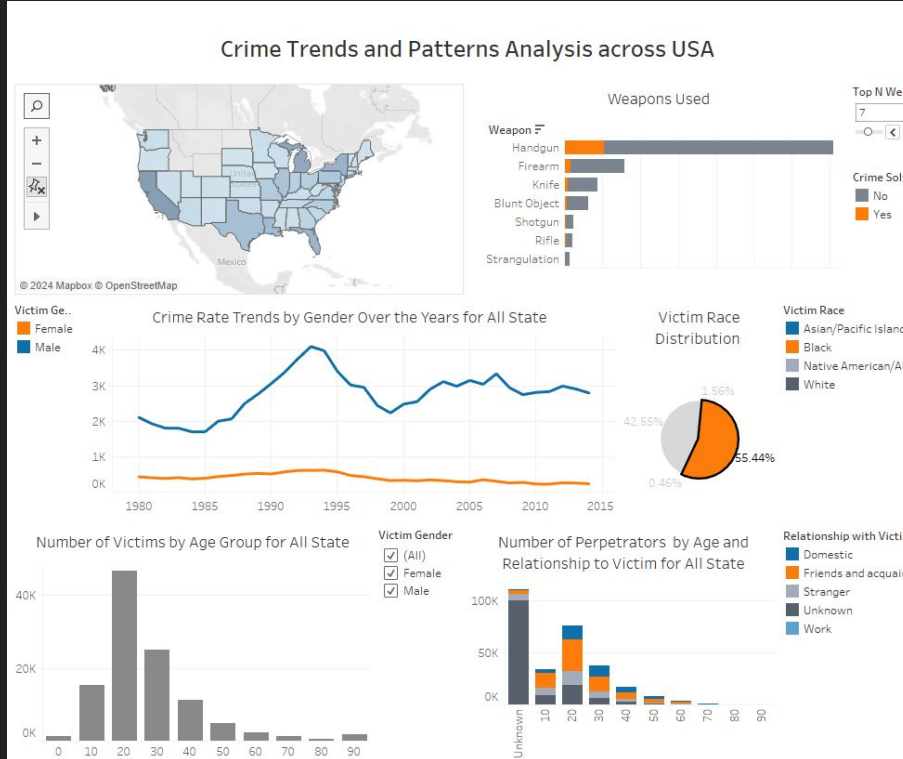 Crime Trends and Patterns Analysis across USA
United
States
Mexico
© 2024 Mapbox © OpenStreetMap
Weapons Used
Weapon
Handgun
Firearm
Knife
Blunt Object
Shotgun
Rifle
Strangulation
Top N We
7
Crime Sol
No
Yes
Victim Ge..
Female
Male
Crime Rate Trends by Gender Over the Years for All State
4K
3K
2K
1K
0K
1980 1985 1990 1995 2000 2005 2010 2015
Victim Race
Distribution
1.56%
42.55%
55.44%
0.46%
Victim Race
Asian/Pacific Island
Black
Native American/A
White
Number of Victims by Age Group for All State
40K
20K
0K
0 10 20 30 40 50 60 70 80 90
Victim Gender
(All)
Female
Male
Number of Perpetrators by Age and
Relationship to Victim for All State
100K
50K
0K
Unknown 10 20 30 40 50 60 70 80 90
Relationship with Victi
Domestic
Friends and acquain
Stranger
Unknown
Work